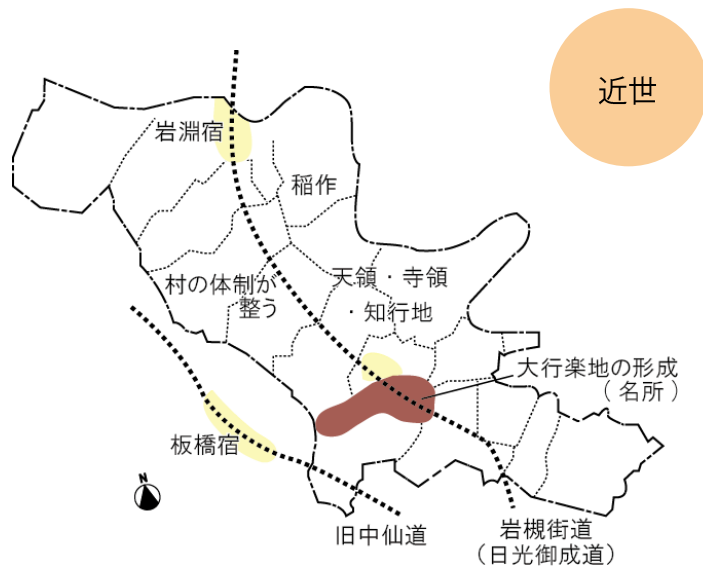 近世
岩淵宿
稲作
村の体制が
整う
天領・寺領
・知行地
大行楽地の形成
(名所)
板橋宿
N
旧中仙道
岩槻街道
(日光御成道)